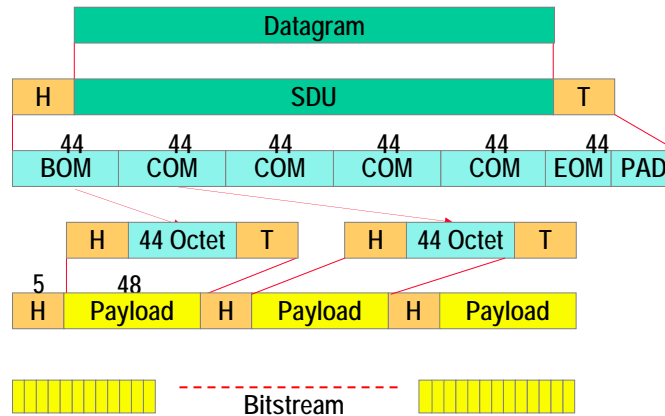 Datagram
H SDU T
44 44 44 44 44 44
BOM COM COM COM COM EOM PAD
H 44 Octet T H 44 Octet T
5 48
H Payload H Payload H Payload
Bitstream